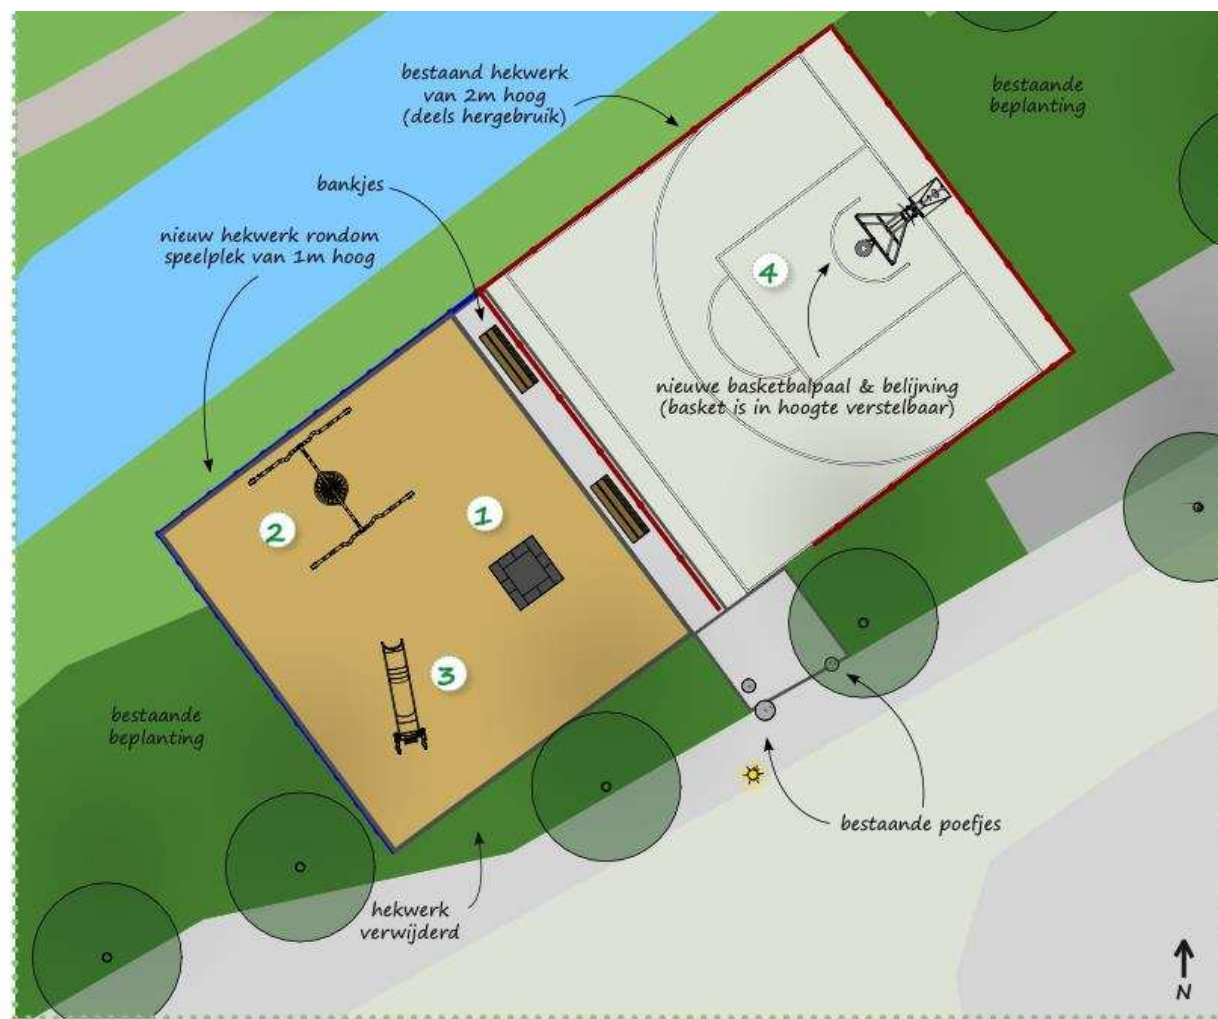 bestaand hekwerk
van 2m hoog
(deels hergebruik)
bestaande
beplanting
bankjes
nieuw hekwerk rondom
speelplek van 1m hoog
4
nieuwe basketbalpaal & belijning
(basket is in hoogte verstelbaar)
1
2
3
bestaande
beplanting
bestaande poefjes
hekwerk
verwijderd
N